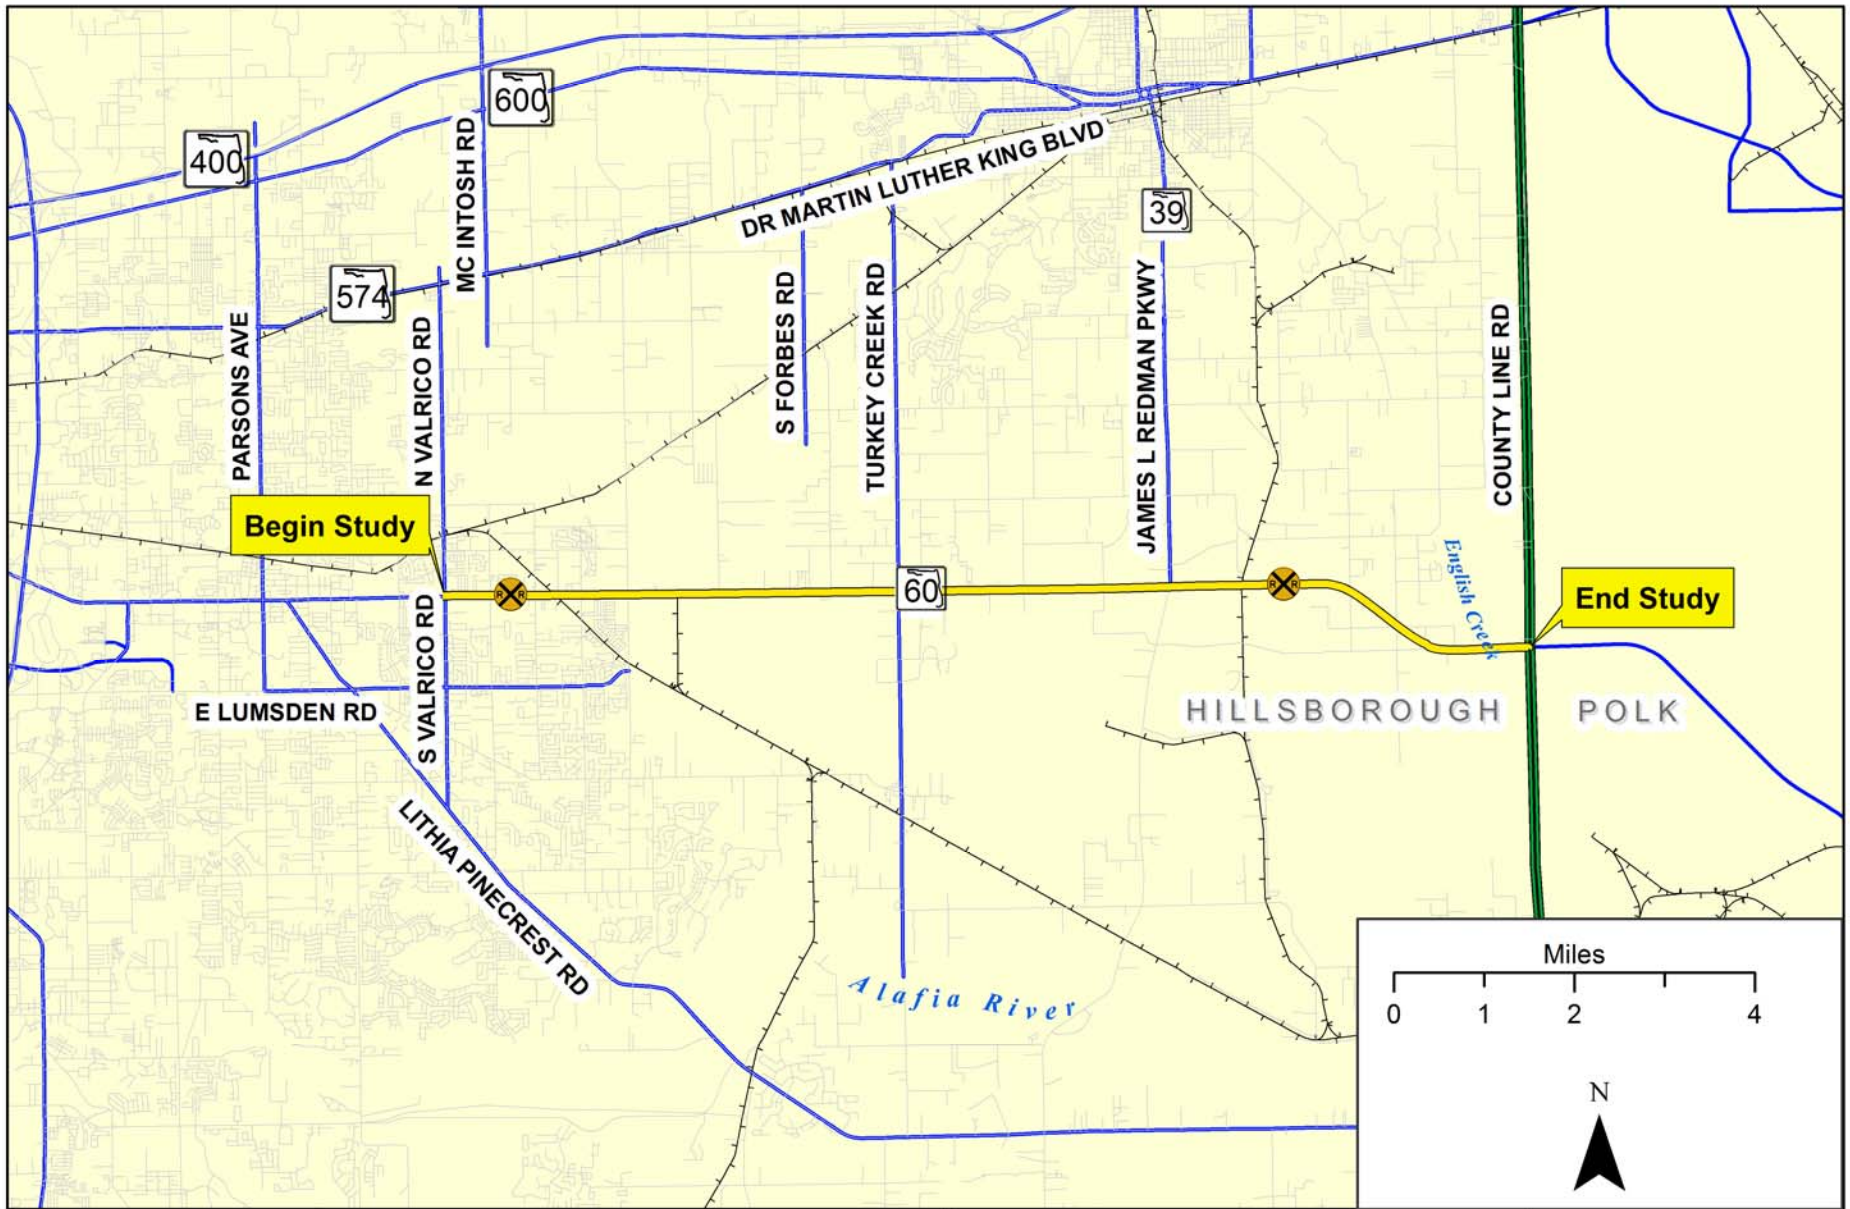 600
400
MC INTOSH RD
DR MARTIN LUTHER KING BLVD
39
574
PARSONS AVE
N VALRICO RD
S FORBES RD
TURKEY CREEK RD
JAMES L REDMAN PKWY
COUNTY LINE RD
Begin Study
R R
60
R R
English Creek
End Study
E LUMSDEN RD
S VALRICO RD
HILLSBOROUGH
POLK
LITHIA PINECREST RD
Alafia River
Miles
0 1 2 4
N